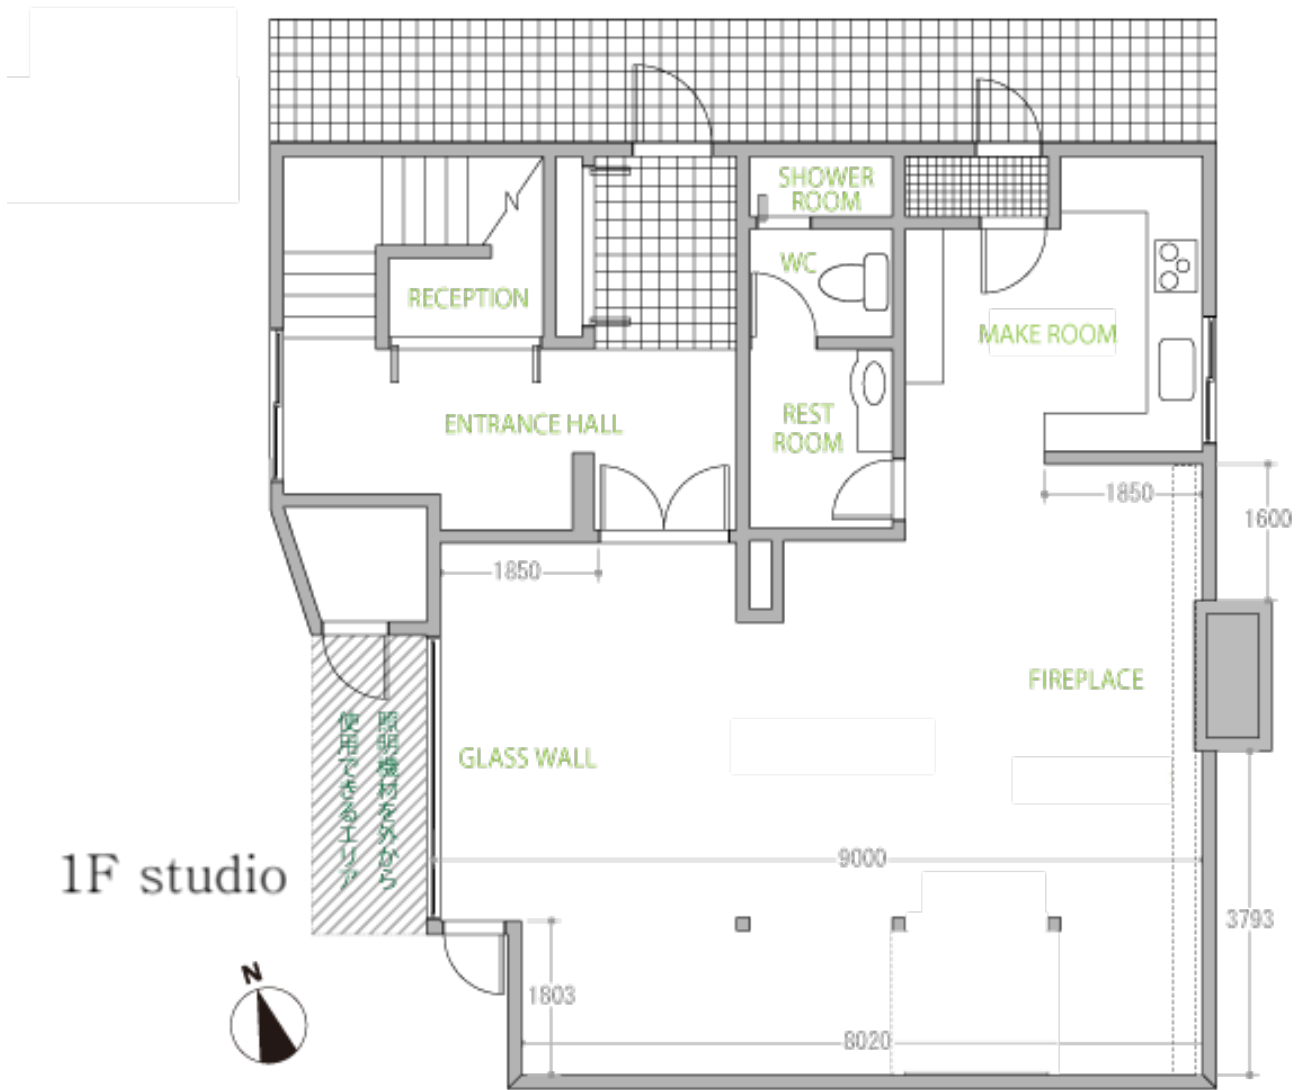 SHOWER
ROOM
WC
RECEPTION
MAKE ROOM
ENTRANCE HALL
REST
ROOM
1850
1600
1850
FIREPLACE
GLASS WALL
照明機材を外から
使用できるエリア
9000
1F studio
3793
N
1803
8020
N